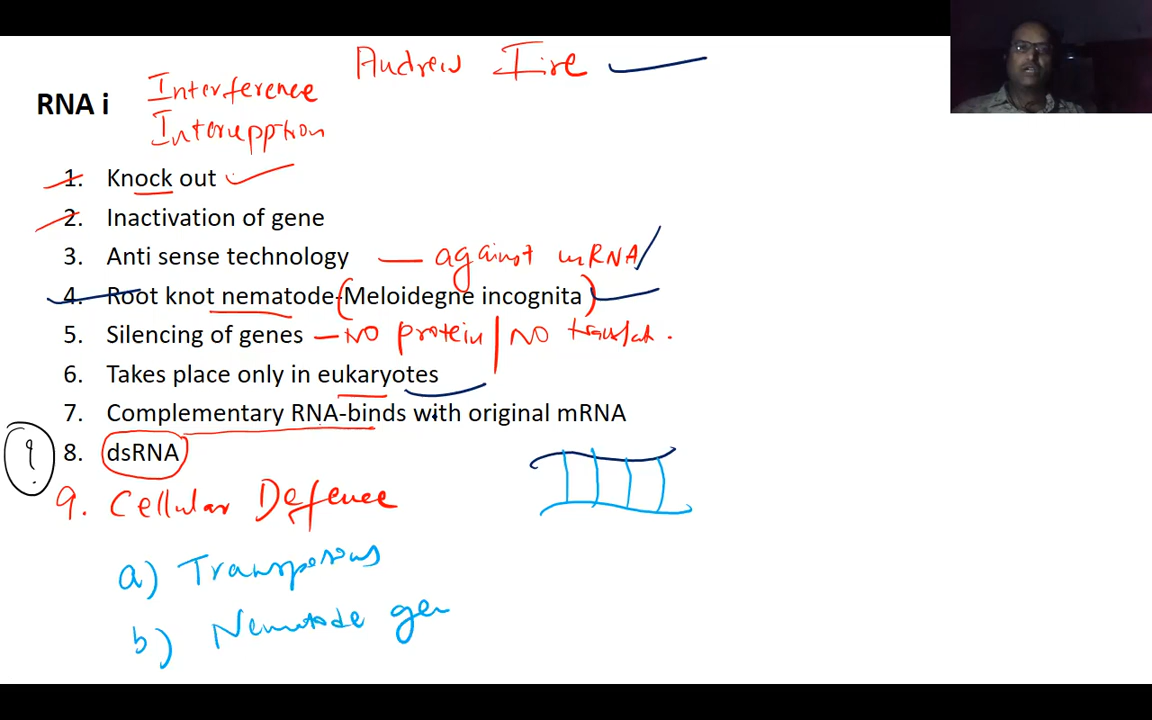 Andrew Fire
Interference
RNA i
Interupption
1. Knock out
2. Inactivation of gene
3. Anti sense technology — against mRNA
4. Root knot nematode-(Meloidegne incognita)
5. Silencing of genes — NO protein | NO translat.
6. Takes place only in eukaryotes
7. Complementary RNA-binds with original mRNA
8. dsRNA
9. Cellular Defence
a) Transposons
b) Nematode gen